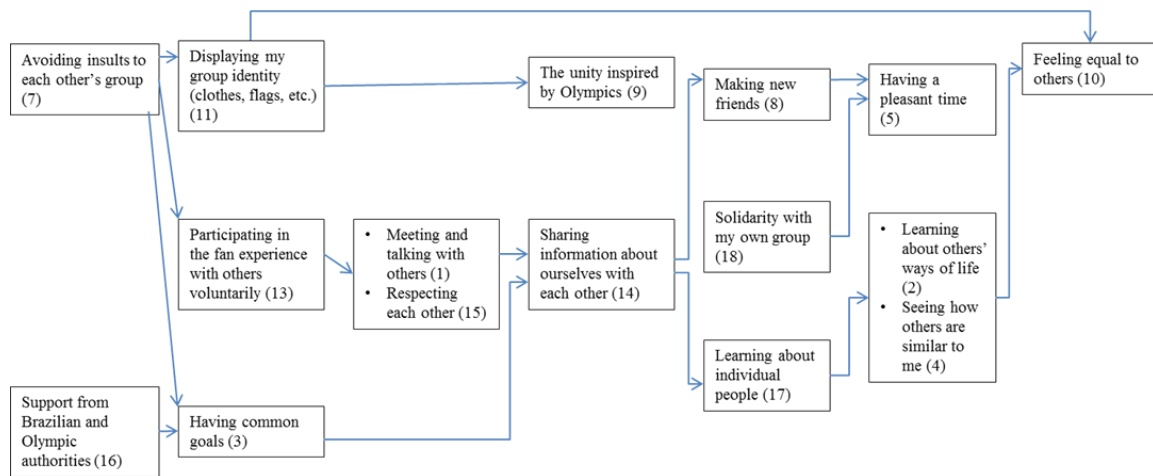 Avoiding insults to
each other's group
(7)
Displaying my
group identity
(clothes, flags, etc.)
(11)
The unity inspired
by Olympics (9)
Making new
friends (8)
Having a
pleasant time
(5)
Feeling equal to
others (10)
Participating in
the fan experience
with others
voluntarily (13)
• Meeting and
talking with
others (1)
• Respecting
each other (15)
Sharing
information about
ourselves with
each other (14)
Solidarity with
my own group
(18)
• Learning
about others'
ways of life
(2)
• Seeing how
others are
similar to
me (4)
Learning about
individual
people (17)
Support from
Brazilian and
Olympic
authorities (16)
Having common
goals (3)